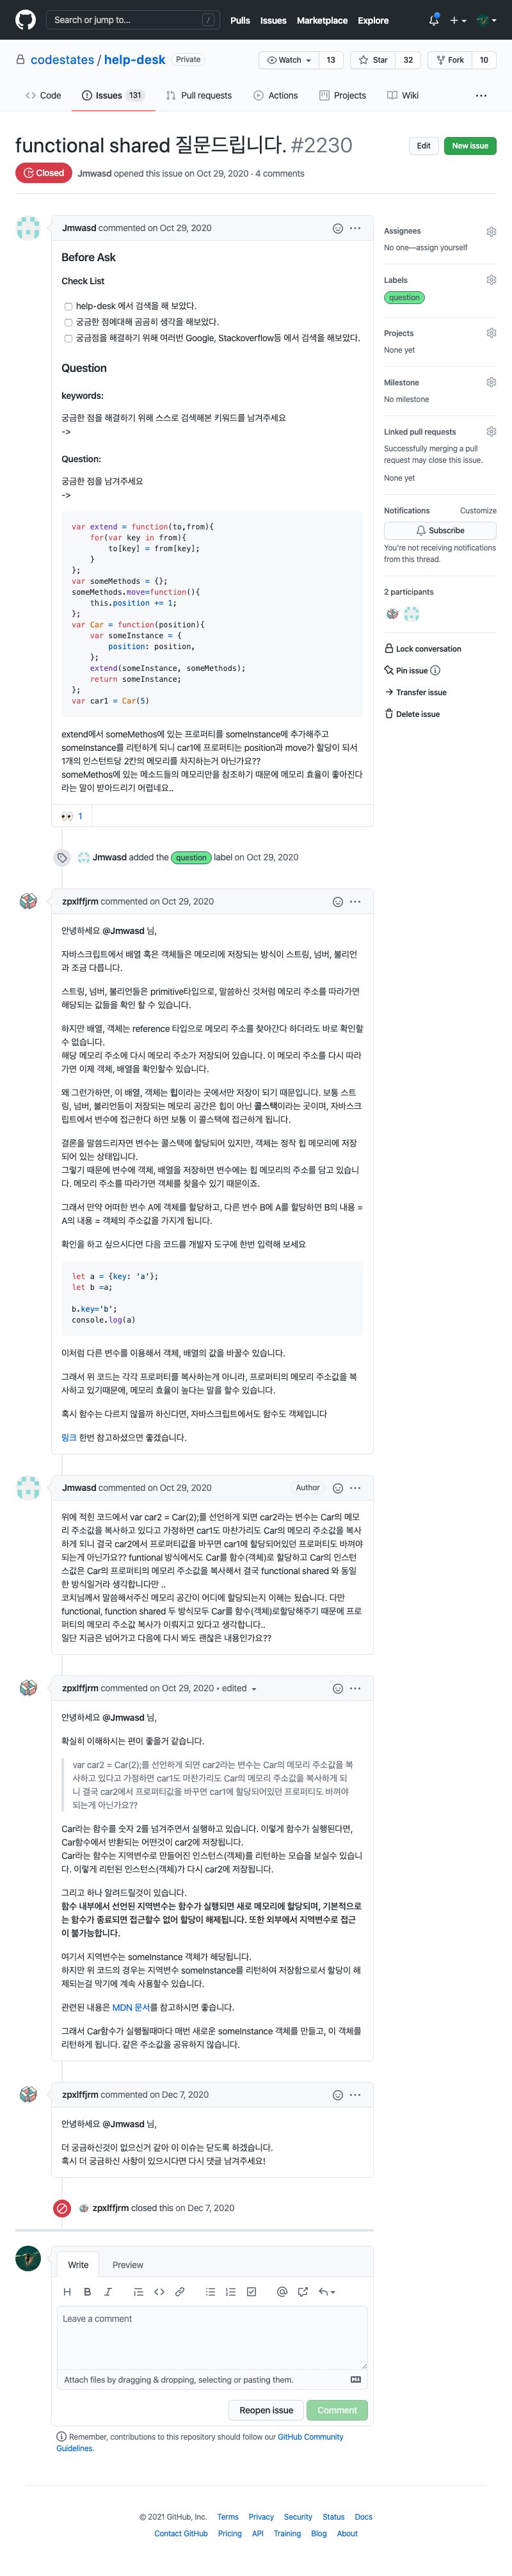 Search or jump to...
/
Pulls Issues Marketplace Explore
codestates / help-desk Private
Watch 13 Star 32 Fork 10
Code Issues 131 Pull requests Actions Projects Wiki
functional shared 질문드립니다. #2230
Edit New issue
Closed Jmwasd opened this issue on Oct 29, 2020 · 4 comments
Jmwasd commented on Oct 29, 2020
Before Ask
Check List
help-desk 에서 검색을 해 보았다.
궁금한 점에대해 곰곰히 생각을 해보았다.
궁금점을 해결하기 위해 여러번 Google, Stackoverflow등 에서 검색을 해보았다.
Question
keywords:
궁금한 점을 해결하기 위해 스스로 검색해본 키워드를 남겨주세요
->
Question:
궁금한 점을 남겨주세요
->
var extend = function(to,from){
for(var key in from){
to[key] = from[key];
}
};
var someMethods = {};
someMethods.move=function(){
this.position += 1;
};
var Car = function(position){
var someInstance = {
position: position,
};
extend(someInstance, someMethods);
return someInstance;
};
var car1 = Car(5)
extend에서 someMethos에 있는 프로퍼티를 someInstance에 추가해주고
someInstance를 리턴하게 되니 car1에 프로퍼티는 position과 move가 할당이 되서
1개의 인스턴트당 2칸의 메모리를 차지하는거 아닌가요??
someMethos에 있는 메소드들의 메모리만을 참조하기 때문에 메모리 효율이 좋아진다
라는 말이 받아드리기 어렵네요..
1
Assignees
No one—assign yourself
Labels
question
Projects
None yet
Milestone
No milestone
Linked pull requests
Successfully merging a pull
request may close this issue.
None yet
Notifications Customize
Subscribe
You're not receiving notifications
from this thread.
2 participants
Lock conversation
Pin issue
Transfer issue
Delete issue
Jmwasd added the question label on Oct 29, 2020
zpxlffjrm commented on Oct 29, 2020
안녕하세요 @Jmwasd 님,
자바스크립트에서 배열 혹은 객체들은 메모리에 저장되는 방식이 스트링, 넘버, 불리언
과 조금 다릅니다.
스트링, 넘버, 불리언들은 primitive타입으로, 말씀하신 것처럼 메모리 주소를 따라가면
해당되는 값들을 확인 할 수 있습니다.
하지만 배열, 객체는 reference 타입으로 메모리 주소를 찾아간다 하더라도 바로 확인할
수 없습니다.
해당 메모리 주소에 다시 메모리 주소가 저장되어 있습니다. 이 메모리 주소를 다시 따라
가면 이제 객체, 배열을 확인할수 있습니다.
왜 그런가하면, 이 배열, 객체는 힙이라는 곳에서만 저장이 되기 때문입니다. 보통 스트
링, 넘버, 불리언등이 저장되는 메모리 공간은 힙이 아닌 콜스택이라는 곳이며, 자바스크
립트에서 변수에 접근한다 하면 보통 이 콜스택에 접근하게 됩니다.
결론을 말씀드리자면 변수는 콜스택에 할당되어 있지만, 객체는 정작 힙 메모리에 저장
되어 있는 상태입니다.
그렇기 때문에 변수에 객체, 배열을 저장하면 변수에는 힙 메모리의 주소를 담고 있습니
다. 메모리 주소를 따라가면 객체를 찾을수 있기 때문이죠.
그래서 만약 어떠한 변수 A에 객체를 할당하고, 다른 변수 B에 A를 할당하면 B의 내용 =
A의 내용 = 객체의 주소값을 가지게 됩니다.
확인을 하고 싶으시다면 다음 코드를 개발자 도구에 한번 입력해 보세요
let a = {key: 'a'};
let b =a;
b.key='b';
console.log(a)
이처럼 다른 변수를 이용해서 객체, 배열의 값을 바꿀수 있습니다.
그래서 위 코드는 각각 프로퍼티를 복사하는게 아니라, 프로퍼티의 메모리 주소값을 복
사하고 있기때문에, 메모리 효율이 높다는 말을 할수 있습니다.
혹시 함수는 다르지 않을까 하신다면, 자바스크립트에서도 함수도 객체입니다
링크 한번 참고하셨으면 좋겠습니다.
Jmwasd commented on Oct 29, 2020 Author
위에 적힌 코드에서 var car2 = Car(2);를 선언하게 되면 car2라는 변수는 Car의 메모
리 주소값을 복사하고 있다고 가정하면 car1도 마찬가리도 Car의 메모리 주소값을 복사
하게 되니 결국 car2에서 프로퍼티값을 바꾸면 car1에 할당되어있던 프로퍼티도 바껴야
되는게 아닌가요?? funtional 방식에서도 Car를 함수(객체)로 할당하고 Car의 인스턴
스값은 Car의 프로퍼티의 메모리 주소값을 복사해서 결국 functional shared 와 동일
한 방식일거라 생각합니다만 ..
코치님께서 말씀해주신 메모리 공간이 어디에 할당되는지 이해는 됬습니다. 다만
functional, function shared 두 방식모두 Car를 함수(객체)로할당해주기 때문에 프로
퍼티의 메모리 주소값 복사가 이뤄지고 있다고 생각합니다..
일단 지금은 넘어가고 다음에 다시 봐도 괜찮은 내용인가요??
zpxlffjrm commented on Oct 29, 2020 • edited
안녕하세요 @Jmwasd 님,
확실히 이해하시는 편이 좋을거 같습니다.
var car2 = Car(2);를 선언하게 되면 car2라는 변수는 Car의 메모리 주소값을 복
사하고 있다고 가정하면 car1도 마찬가리도 Car의 메모리 주소값을 복사하게 되
니 결국 car2에서 프로퍼티값을 바꾸면 car1에 할당되어있던 프로퍼티도 바껴야
되는게 아닌가요??
Car라는 함수를 숫자 2를 넘겨주면서 실행하고 있습니다. 이렇게 함수가 실행된다면,
Car함수에서 반환되는 어떤것이 car2에 저장됩니다.
Car라는 함수는 지역변수로 만들어진 인스턴스(객체)를 리턴하는 모습을 보실수 있습니
다. 이렇게 리턴된 인스턴스(객체)가 다시 car2에 저장됩니다.
그리고 하나 말려드릴것이 있습니다.
함수 내부에서 선언된 지역변수는 함수가 실행되면 새로 메모리에 할당되며, 기본적으로
는 함수가 종료되면 접급할수 없어 할당이 해제됩니다. 또한 외부에서 지역변수로 접근
이 불가능합니다.
여기서 지역변수는 someInstance 객체가 해당됩니다.
하지만 위 코드의 경우는 지역변수 someInstance를 리턴하여 저장함으로서 할당이 해
제되는걸 막기에 계속 사용할수 있습니다.
관련된 내용은 MDN 문서를 참고하시면 좋습니다.
그래서 Car함수가 실행될때마다 매번 새로운 someInstance 객체를 만들고, 이 객체를
리턴하게 됩니다. 같은 주소값을 공유하지 않습니다.
zpxlffjrm commented on Dec 7, 2020
안녕하세요 @Jmwasd 님,
더 궁금하신것이 없으신거 같아 이 이슈는 닫도록 하겠습니다.
혹시 더 궁금하신 사항이 있으시다면 다시 댓글 남겨주세요!
zpxlffjrm closed this on Dec 7, 2020
Write Preview
Leave a comment
Attach files by dragging & dropping, selecting or pasting them.
Reopen issue Comment
Remember, contributions to this repository should follow our GitHub Community
Guidelines.
© 2021 GitHub, Inc. Terms Privacy Security Status Docs
Contact GitHub Pricing API Training Blog About